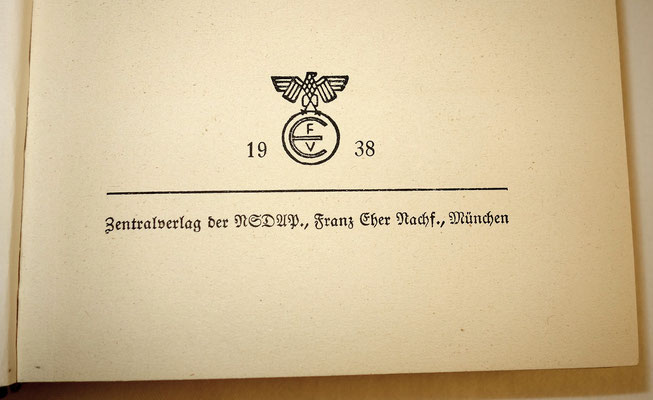 F
E
V
19 38
Zentralverlag der NSDAP., Franz Eher Nachf., München